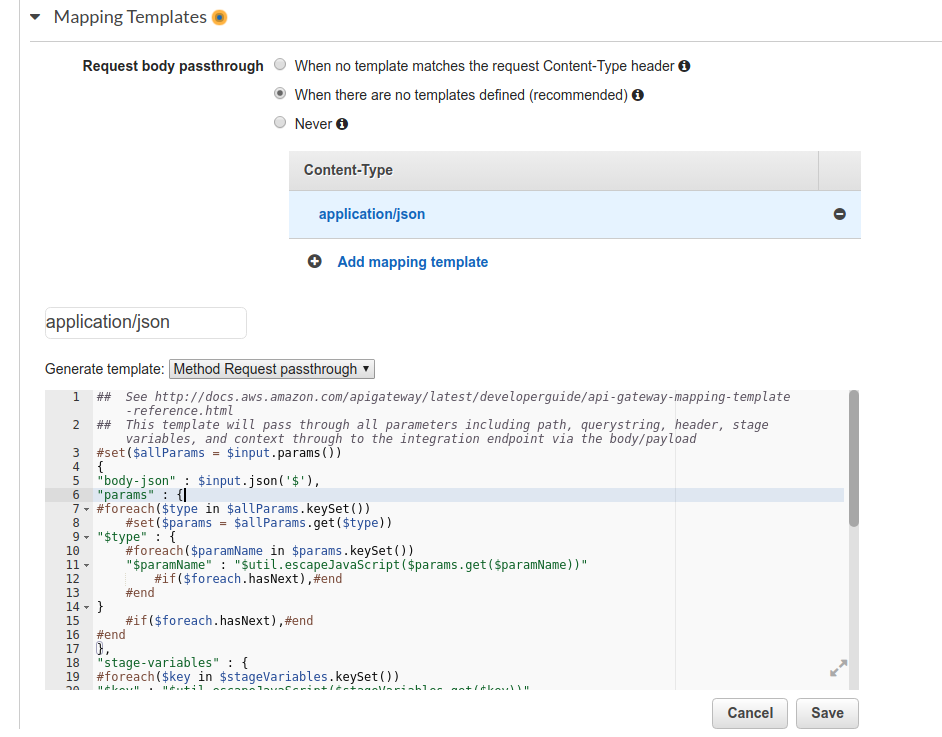 Mapping Templates
Request body passthrough
When no template matches the request Content-Type header
When there are no templates defined (recommended)
Never
Content-Type
application/json
Add mapping template
application/json
Generate template: Method Request passthrough
1 ##  See http://docs.aws.amazon.com/apigateway/latest/developerguide/api-gateway-mapping-template
-reference.html
2 ##  This template will pass through all parameters including path, querystring, header, stage
variables, and context through to the integration endpoint via the body/payload
3 #set($allParams = $input.params())
4 {
5 "body-json" : $input.json('$'),
6 "params" : {
7 #foreach($type in $allParams.keySet())
8     #set($params = $allParams.get($type))
9 "$type" : {
10     #foreach($paramName in $params.keySet())
11     "$paramName" : "$util.escapeJavaScript($params.get($paramName))"
12         #if($foreach.hasNext),#end
13     #end
14 }
15     #if($foreach.hasNext),#end
16 #end
17 },
18 "stage-variables" : {
19 #foreach($key in $stageVariables.keySet())
20 "$key" : "$util.escapeJavaScript($stageVariables.get($key))"
Cancel Save